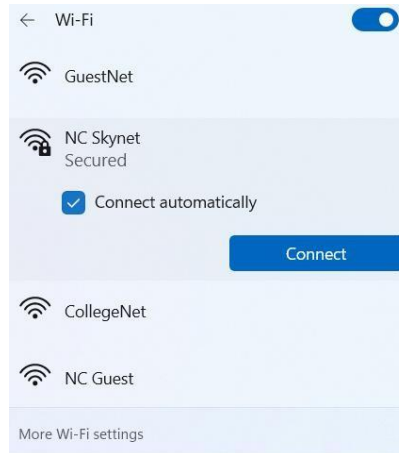 Wi-Fi
GuestNet
NC Skynet
Secured
Connect automatically
Connect
CollegeNet
NC Guest
More Wi-Fi settings